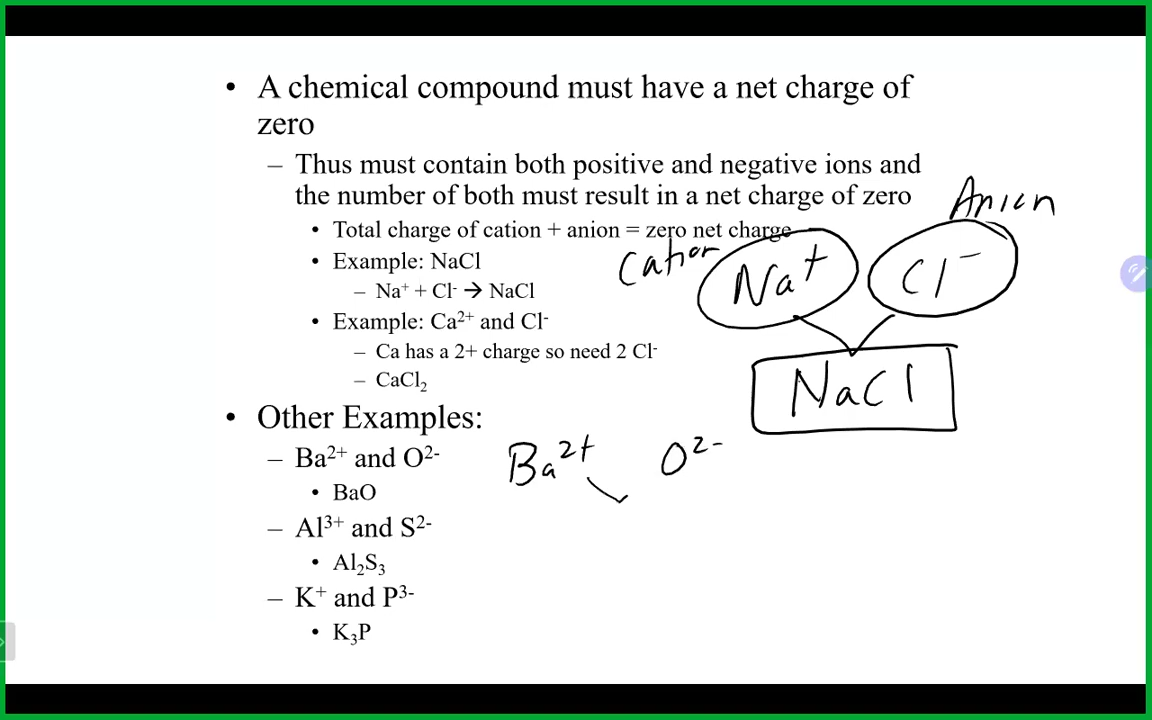 • A chemical compound must have a net charge of
zero
– Thus must contain both positive and negative ions and
the number of both must result in a net charge of zero
Anion
• Total charge of cation + anion = zero net charge
Cation
Na⁺ Cl⁻
• Example: NaCl
– Na⁺ + Cl⁻ → NaCl
• Example: Ca²⁺ and Cl⁻
– Ca has a 2+ charge so need 2 Cl⁻
– CaCl₂
NaCl
• Other Examples:
– Ba²⁺ and O²⁻
Ba²⁺ O²⁻
• BaO
– Al³⁺ and S²⁻
• Al₂S₃
– K⁺ and P³⁻
• K₃P